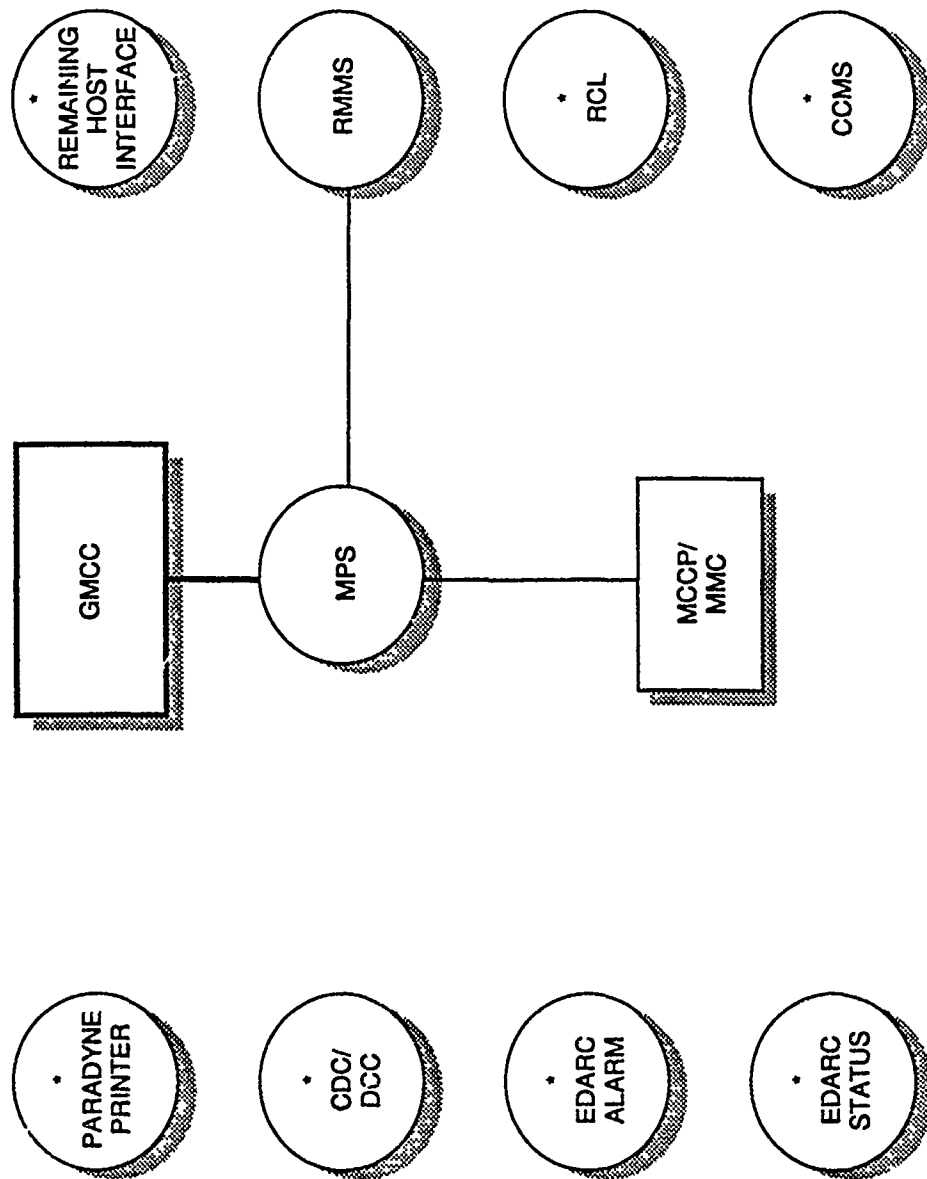 *
PARADYNE
PRINTER
GMCC
*
REMAINING
HOST
INTERFACE
*
CDC/
DCC
MPS
RMMS
*
EDARC
ALARM
*
RCL
MCCP/
MMC
*
EDARC
STATUS
*
CCMS